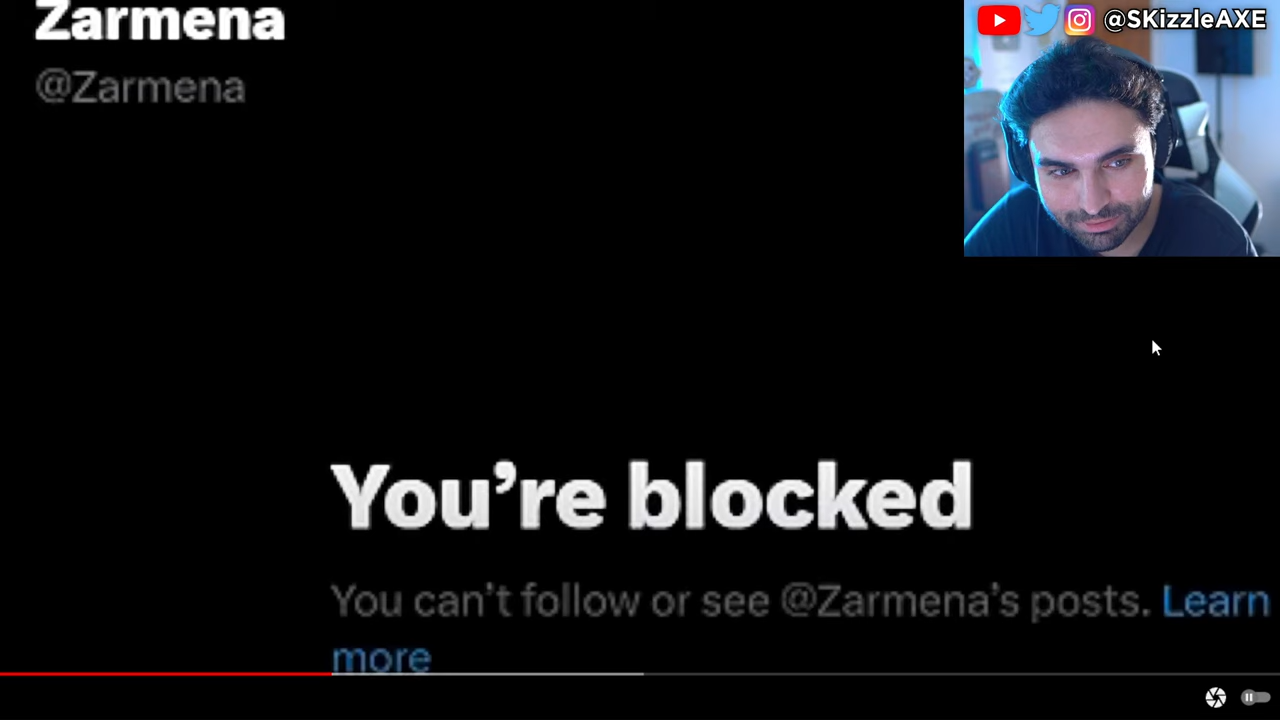 Zarmena
@SKizzleAXE
@Zarmena
You're blocked
You can't follow or see @Zarmena's posts. Learn
more